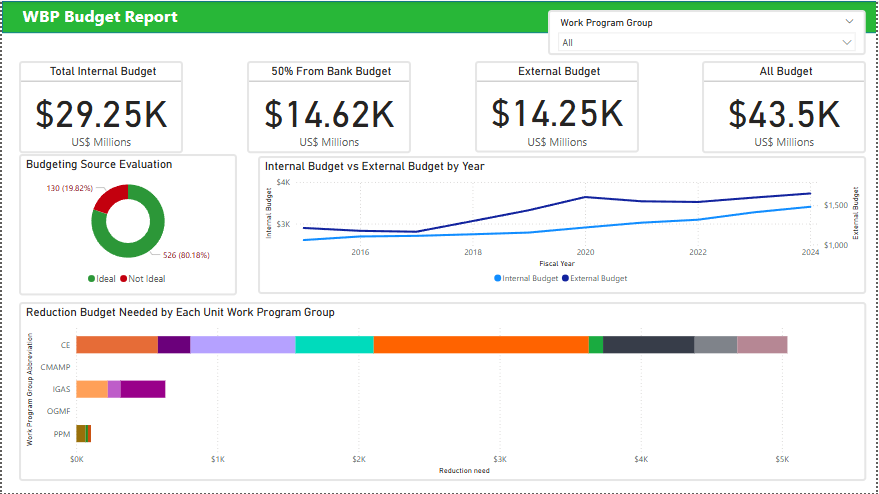 WBP Budget Report
Work Program Group
All
Total Internal Budget
$29.25K
US$ Millions
50% From Bank Budget
$14.62K
US$ Millions
External Budget
$14.25K
US$ Millions
All Budget
$43.5K
US$ Millions
Budgeting Source Evaluation
130 (19.82%)
526 (80.18%)
Ideal Not Ideal
Internal Budget vs External Budget by Year
Internal Budget
$4K
$3K
$1,500
$1,000
External Budget
2016 2018 2020 2022 2024
Fiscal Year
Internal Budget External Budget
Reduction Budget Needed by Each Unit Work Program Group
Work Program Group Abbreviation
CE
CMAMP
IGAS
OGMF
PPM
$0K $1K $2K $3K $4K $5K
Reduction need